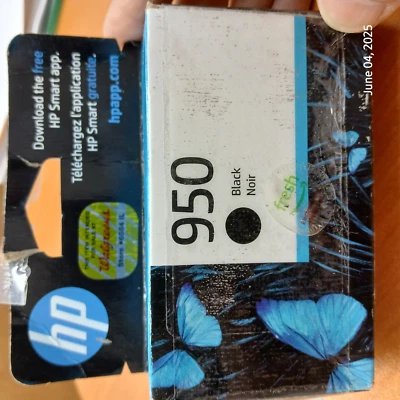 Download the free
HP Smart app.
Téléchargez l'application
HP Smart gratuite.
hpapp.com
hp
950
Black
Noir
fresh
June 04, 2025